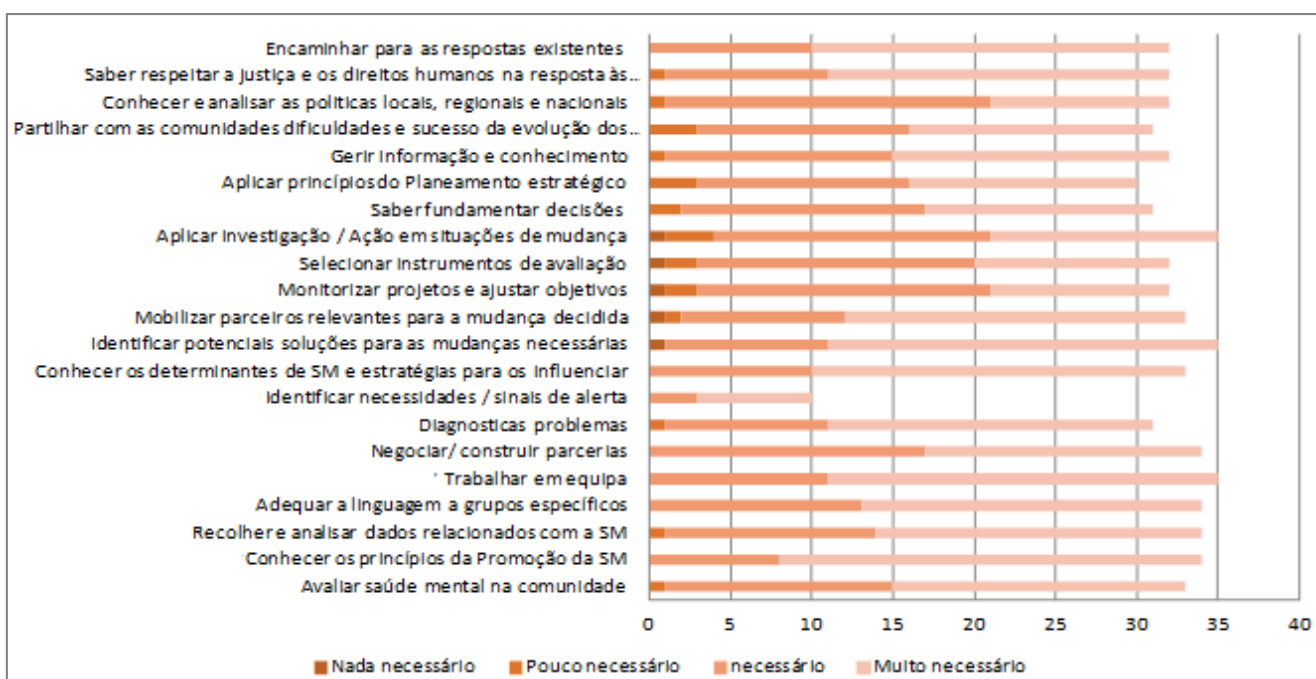 Encaminhar para as respostas existentes
Saber respeitar a justiça e os direitos humanos na resposta às...
Conhecer e analisar as politicas locais, regionais e nacionais
Partilhar com as comunidades dificuldades e sucesso da evolução dos...
Gerir informação e conhecimento
Aplicar princípios do Planeamento estratégico
Saber fundamentar decisões
Aplicar Investigação / Ação em situações de mudança
Selecionar instrumentos de avaliação
Monitorizar projetos e ajustar objetivos
Mobilizar parceiros relevantes para a mudança decidida
Identificar potenciais soluções para as mudanças necessárias
Conhecer os determinantes de SM e estratégias para os influenciar
Identificar necessidades / sinais de alerta
Diagnosticas problemas
Negociar/ construir parcerias
' Trabalhar em equipa
Adequar a linguagem a grupos específicos
Recolher e analisar dados relacionados com a SM
Conhecer os princípios da Promoção da SM
Avaliar saúde mental na comunidade
0 5 10 15 20 25 30 35 40
Nada necessário Pouco necessário necessário Muito necessário